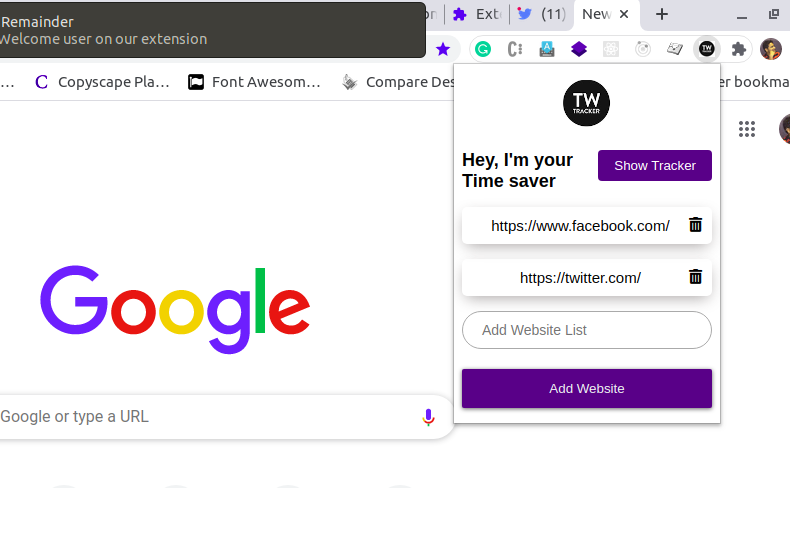 Remainder
Welcome user on our extension
Ext
(11)
New
... Copyscape Pla... Font Awesom... Compare Des er bookma
TW
TRACKER
Hey, I'm your
Time saver
Show Tracker
https://www.facebook.com/
https://twitter.com/
Add Website List
Add Website
Google
Google or type a URL